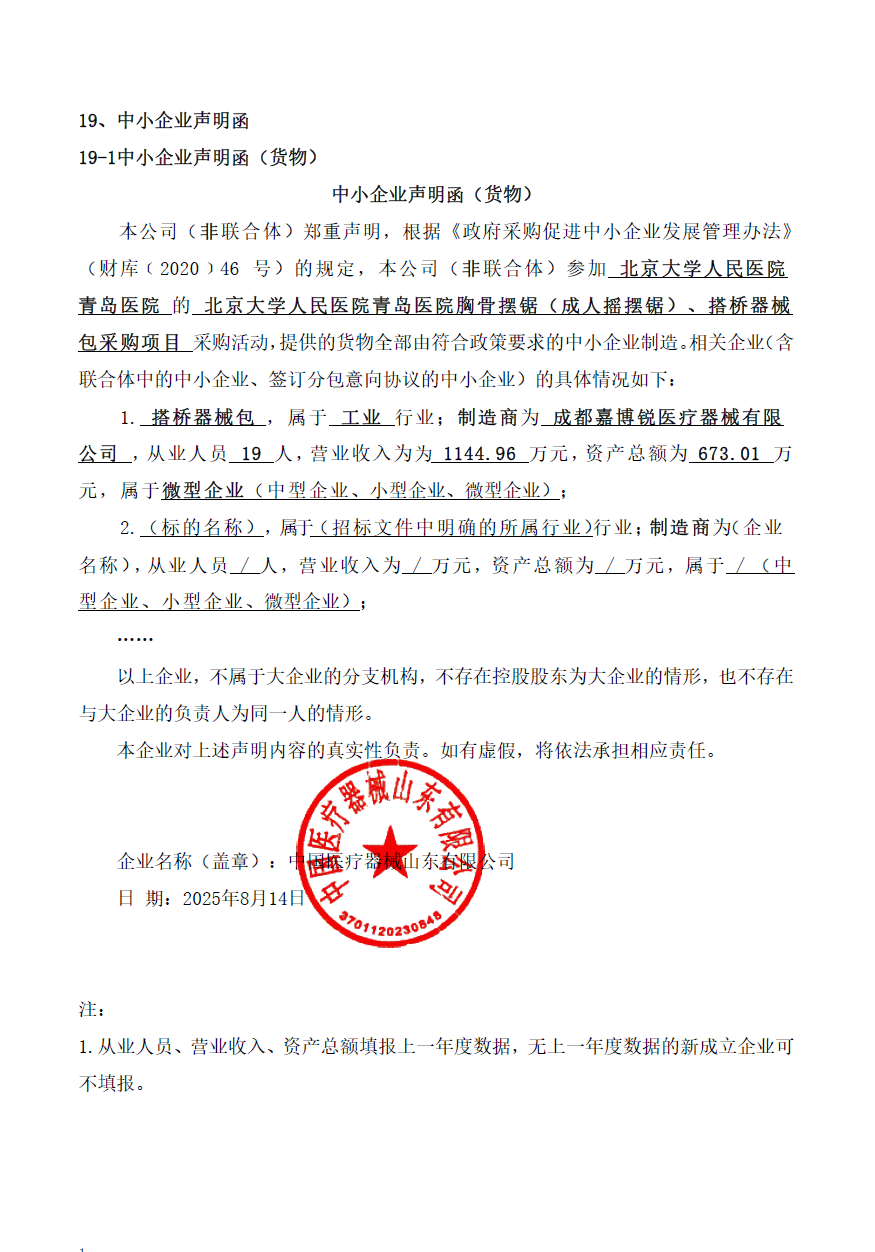 19、中小企业声明函
19-1中小企业声明函（货物）
中小企业声明函（货物）
本公司（非联合体）郑重声明，根据《政府采购促进中小企业发展管理办法》
（财库﹝2020﹞46 号）的规定，本公司（非联合体）参加 北京大学人民医院
青岛医院 的 北京大学人民医院青岛医院胸骨摆锯（成人摇摆锯）、搭桥器械
包采购项目 采购活动，提供的货物全部由符合政策要求的中小企业制造。相关企业（含
联合体中的中小企业、签订分包意向协议的中小企业）的具体情况如下：
1. 搭桥器械包 ，属于 工业 行业；制造商为 成都嘉博锐医疗器械有限
公司 ，从业人员 19 人，营业收入为为 1144.96 万元，资产总额为 673.01 万
元，属于微型企业（中型企业、小型企业、微型企业）；
2. （标的名称），属于（招标文件中明确的所属行业）行业；制造商为（企业
名称），从业人员 / 人，营业收入为 / 万元，资产总额为 / 万元，属于 / （中
型企业、小型企业、微型企业）；
……
以上企业，不属于大企业的分支机构，不存在控股股东为大企业的情形，也不存在
与大企业的负责人为同一人的情形。
本企业对上述声明内容的真实性负责。如有虚假，将依法承担相应责任。
企业名称（盖章）：中国医疗器械山东有限公司
日 期：2025年8月14日
中国医疗器械山东有限公司
3701120230848
注：
1.从业人员、营业收入、资产总额填报上一年度数据，无上一年度数据的新成立企业可
不填报。